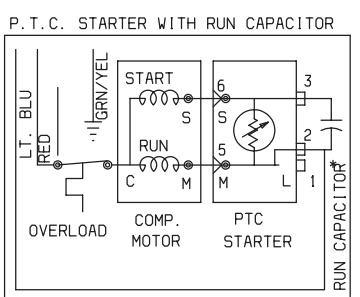 P.T.C. STARTER WITH RUN CAPACITOR
LT. BLU
RED
GRN/YEL
START
S
6
S
3
RUN
C
M
5
M
2
L
1
*
OVERLOAD
COMP.
MOTOR
PTC
STARTER
RUN CAPACITOR